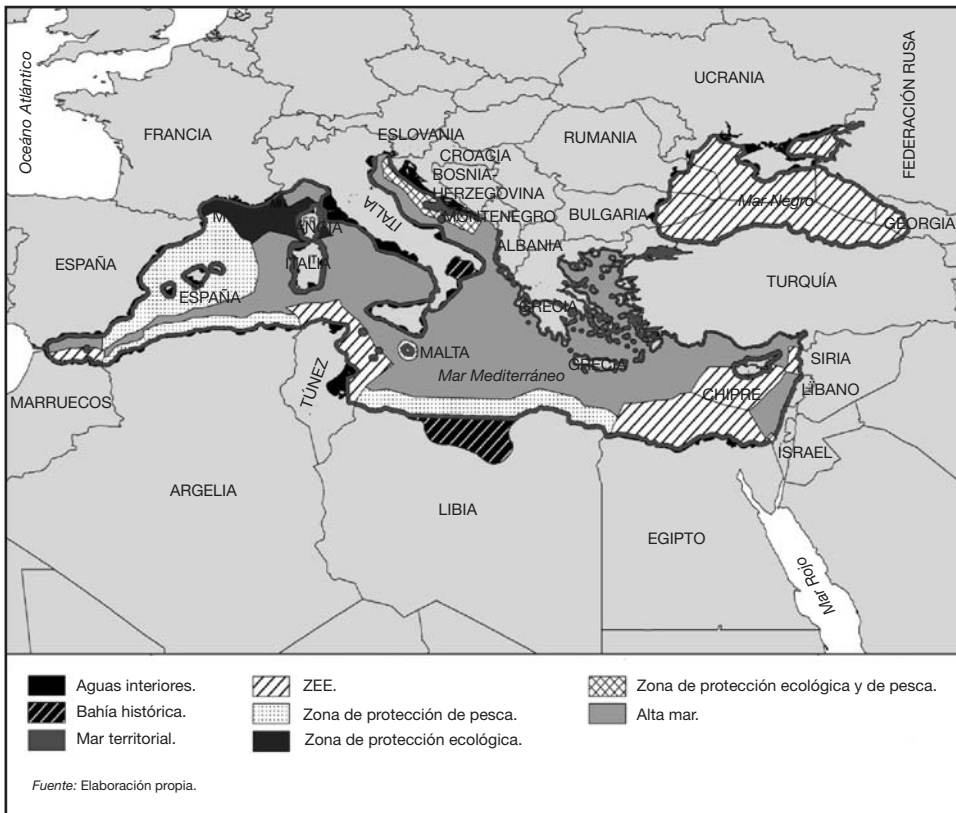 Océano Atlántico
FEDERACIÓN RUSA
UCRANIA
FRANCIA
ESLOVANIA
RUMANIA
CROACIA
BOSNIA-
HERZEGOVINA
ITALIA
MONTENEGRO
BULGARIA
Mar Negro
GEORGIA
ALBANIA
ESPAÑA
ITALIA
ESPAÑA
TURQUÍA
GRECIA
MALTA
GRECIA
SIRIA
Mar Mediterráneo
CHIPRE
LÍBANO
MARRUECOS
TÚNEZ
ISRAEL
ARGELIA
LIBIA
EGIPTO
Mar Rojo
Aguas interiores.
Bahía histórica.
Mar territorial.
ZEE.
Zona de protección de pesca.
Zona de protección ecológica.
Zona de protección ecológica y de pesca.
Alta mar.
Fuente: Elaboración propia.